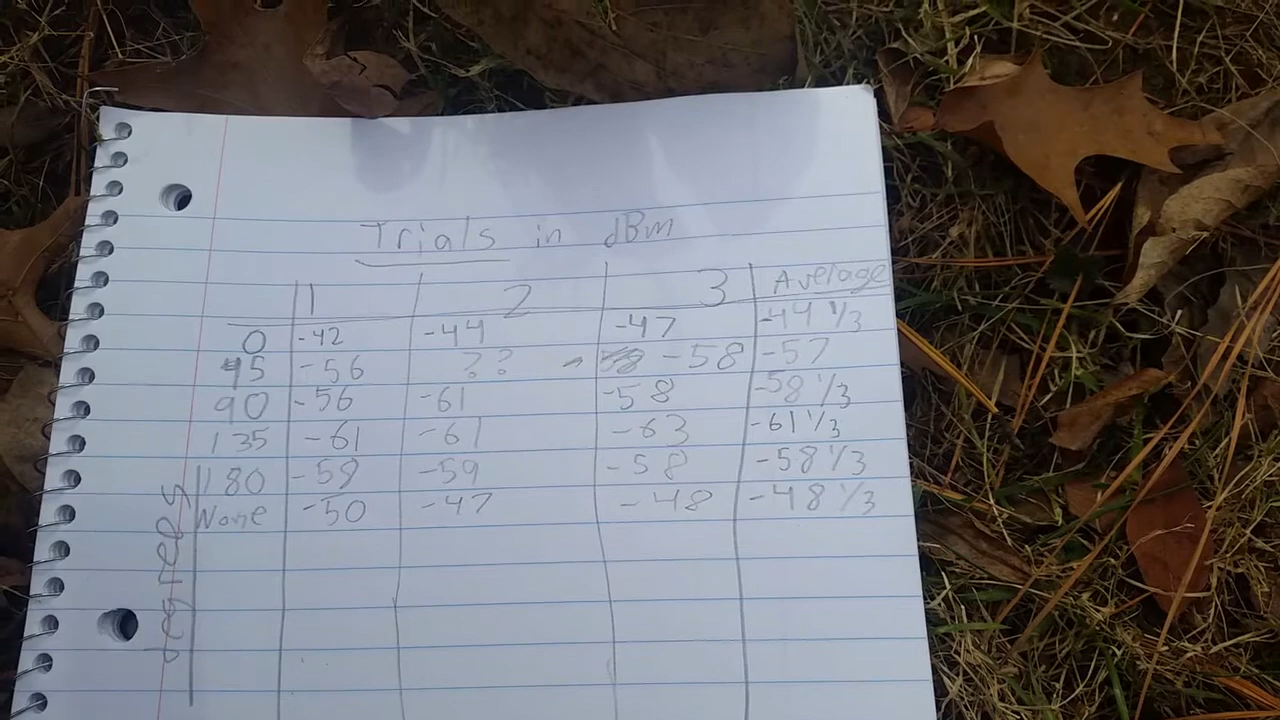 Trials in dBm
1 2 3 Average
0 -42 -44 -47 -44 1/3
45 -56 ?? -58 -57
90 -56 -61 -58 -58 1/3
135 -61 -61 -63 -61 1/3
180 -58 -59 -58 -58 1/3
None -50 -47 -48 -48 1/3
degrees